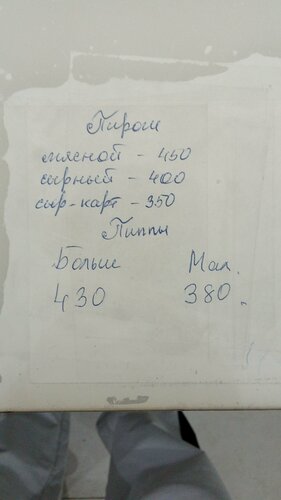 Пироги
мясной - 450
сырный - 400
сыр-карт - 350
Пиццы
Больш Мал.
430 380